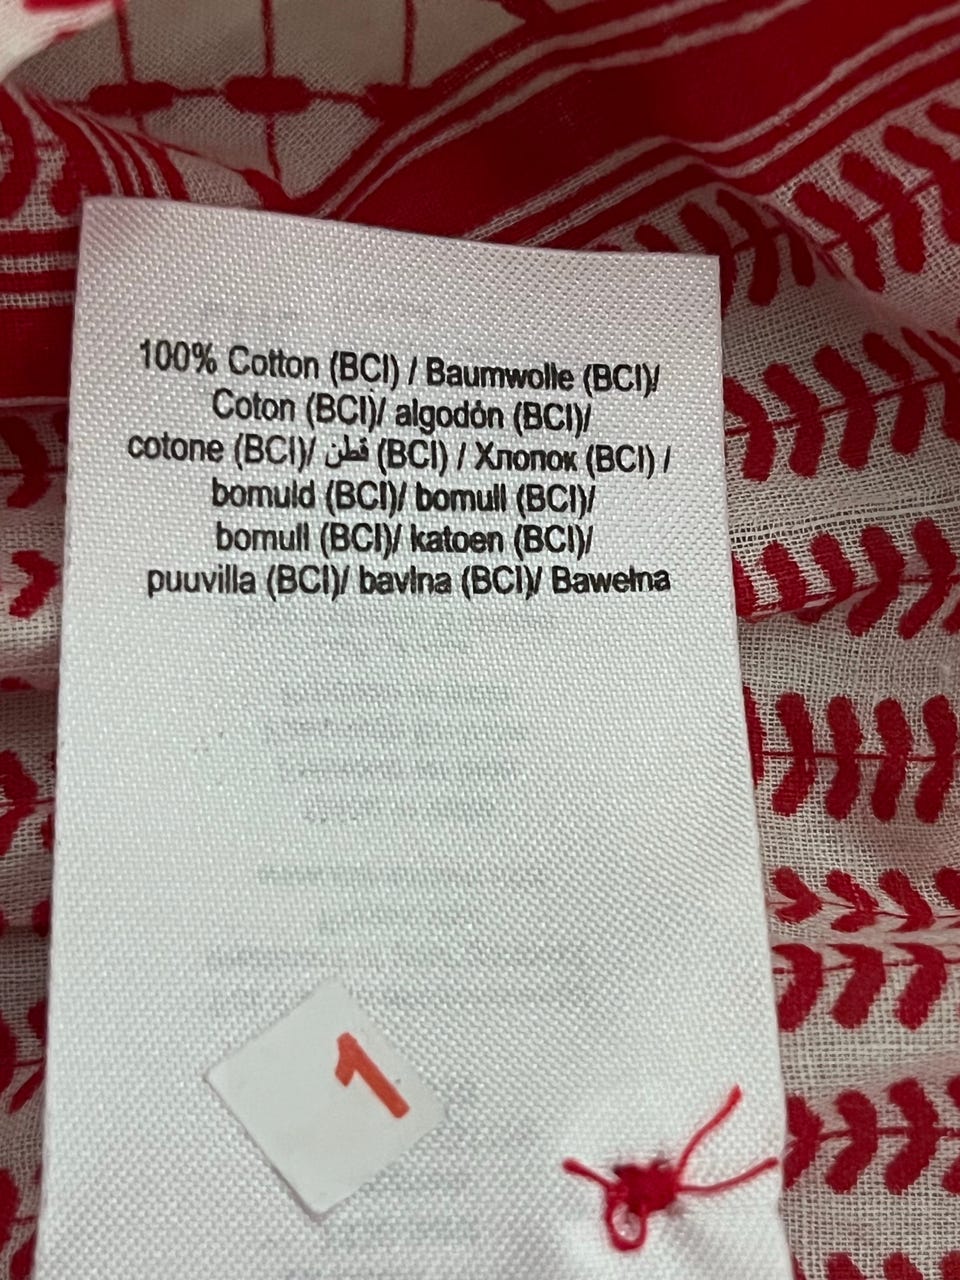 100% Cotton (BCI) / Baumwolle (BCI)/
Coton (BCI)/ algodón (BCI)/
cotone (BCI)/ قطن (BCI) / Хлопок (BCI) /
bomuld (BCI)/ bomull (BCI)/
bomull (BCI)/ katoen (BCI)/
puuvilla (BCI)/ bavlna (BCI)/ Bawełna
1